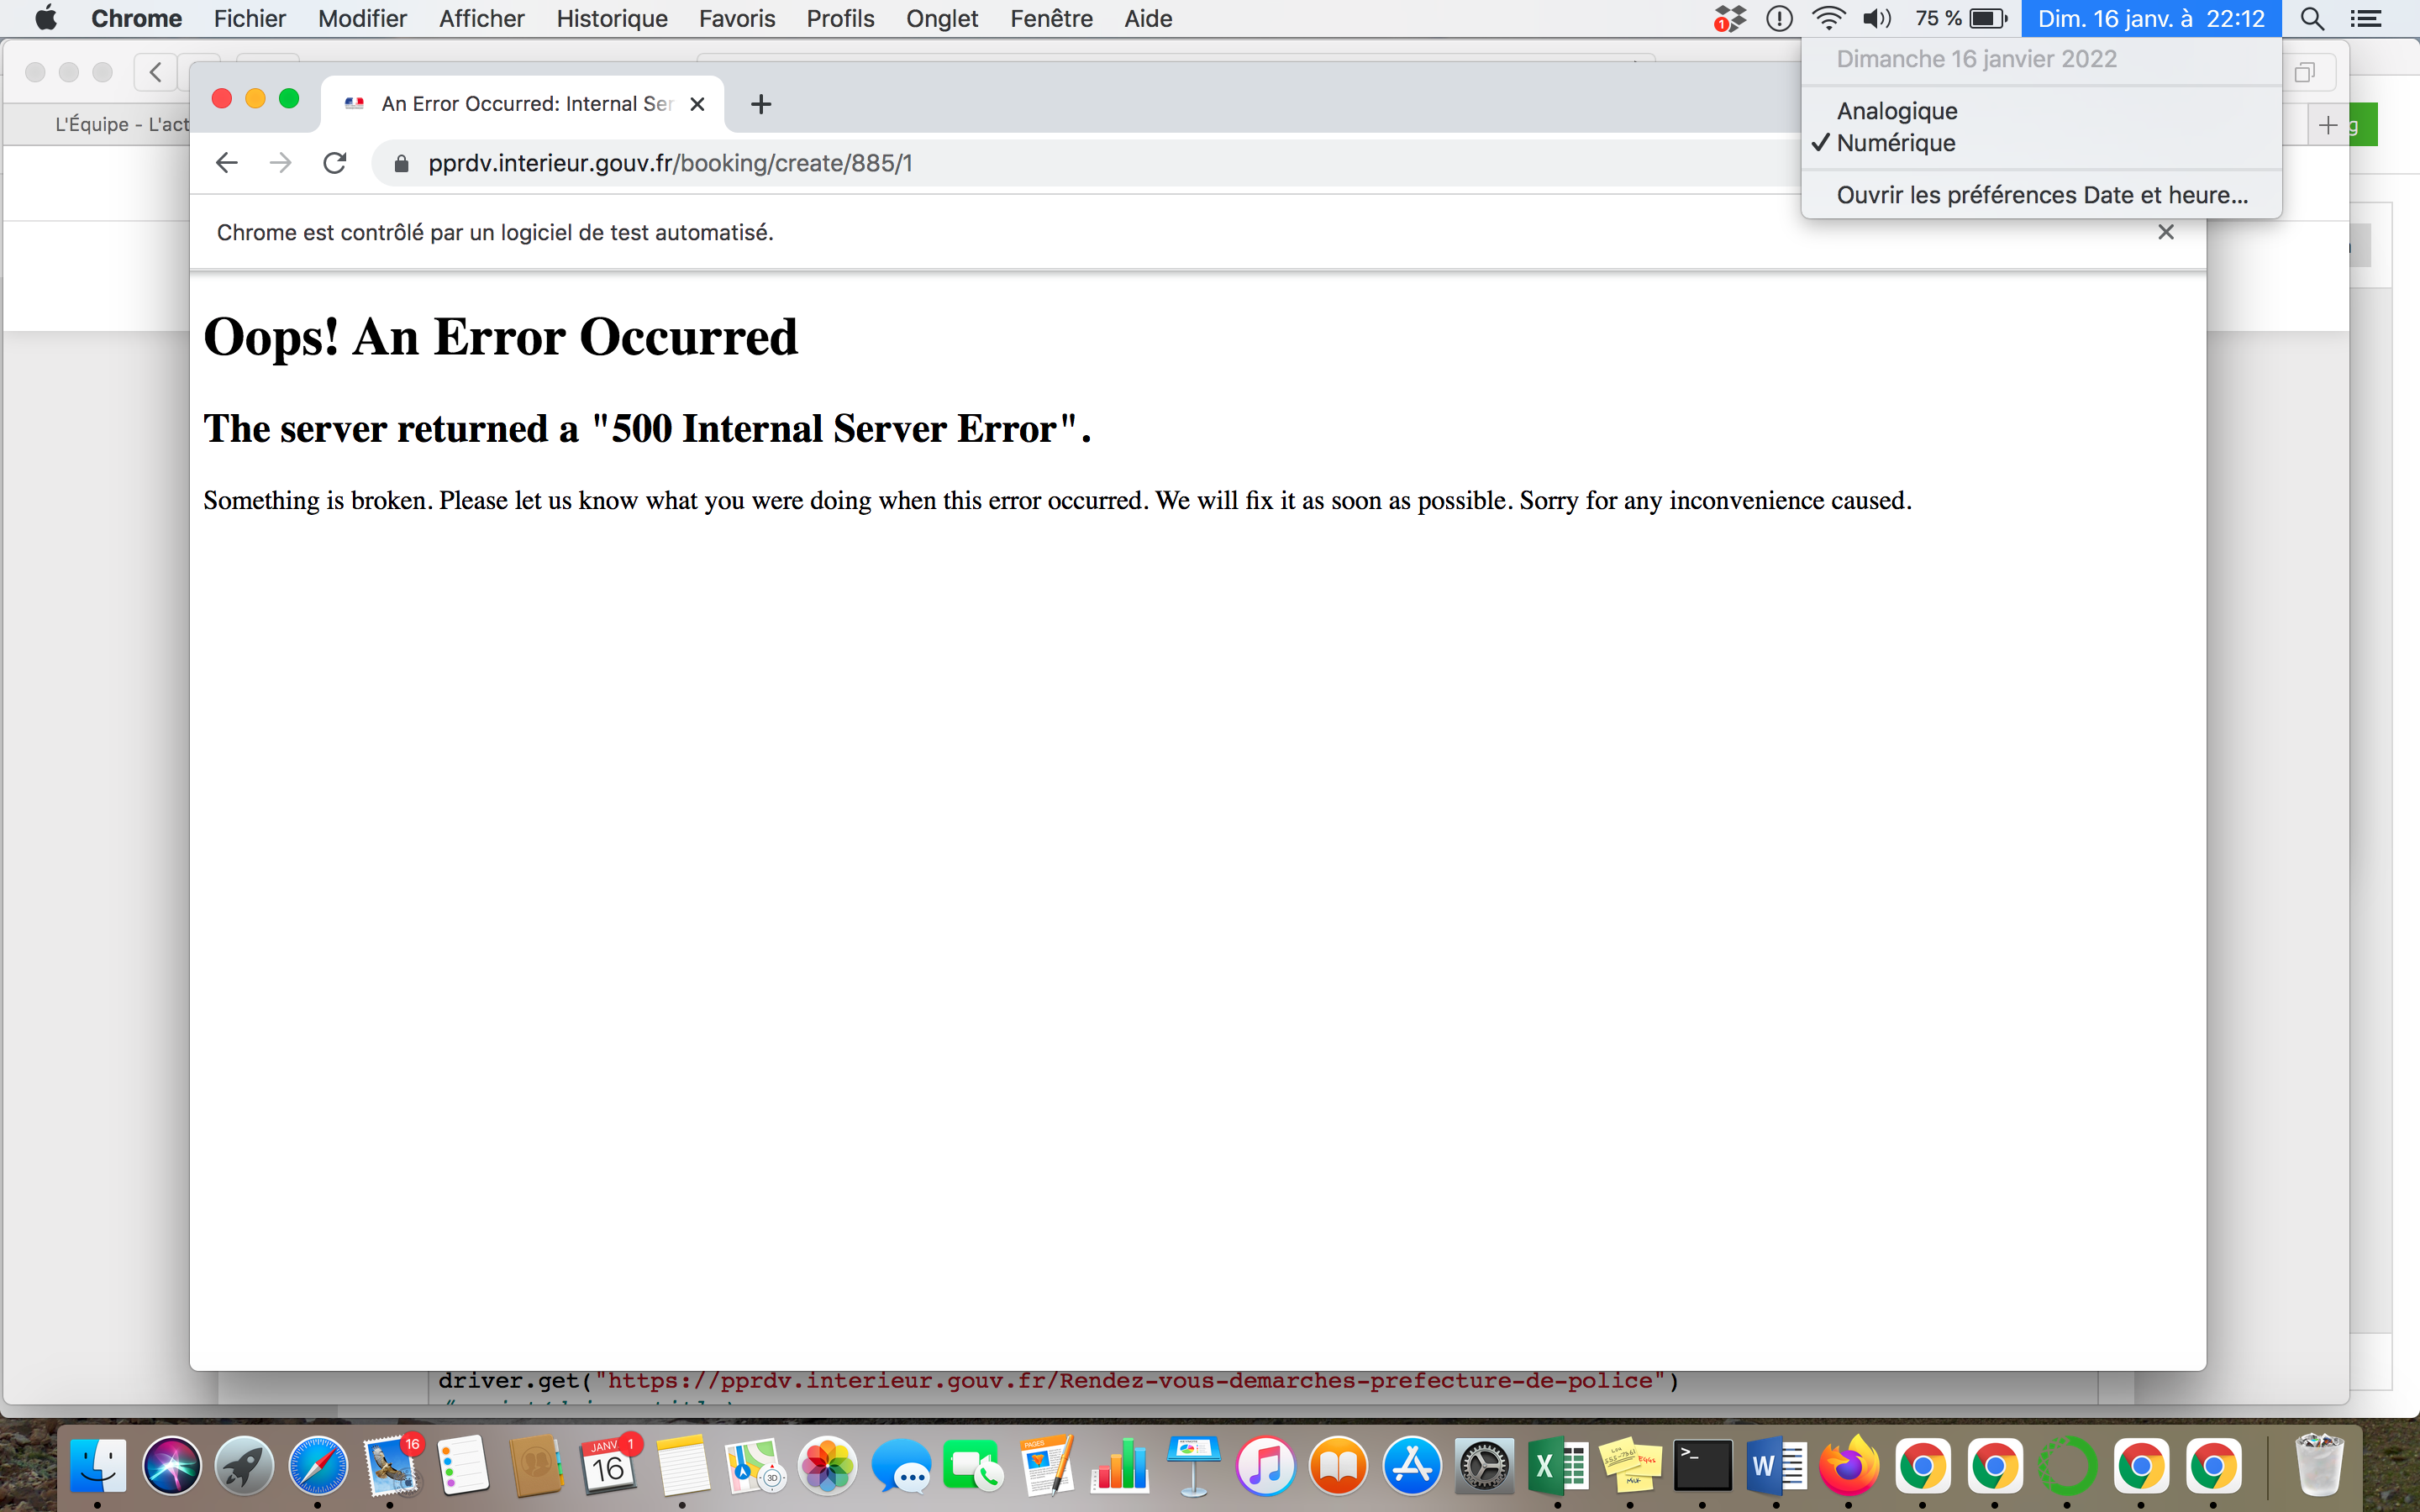 Chrome Fichier Modifier Afficher Historique Favoris Profils Onglet Fenêtre Aide 1 75 % Dim. 16 janv. à 22:12
Dimanche 16 janvier 2022
Analogique
✓ Numérique
Ouvrir les préférences Date et heure...
L'Équipe - L'act
An Error Occurred: Internal Ser
g
pprdv.interieur.gouv.fr/booking/create/885/1
Chrome est contrôlé par un logiciel de test automatisé.
Oops! An Error Occurred
The server returned a "500 Internal Server Error".
Something is broken. Please let us know what you were doing when this error occurred. We will fix it as soon as possible. Sorry for any inconvenience caused.
driver.get("https://pprdv.interieur.gouv.fr/Rendez-vous-demarches-prefecture-de-police")
16
JANV. 1
16
3D
PAGES
X
>_
W